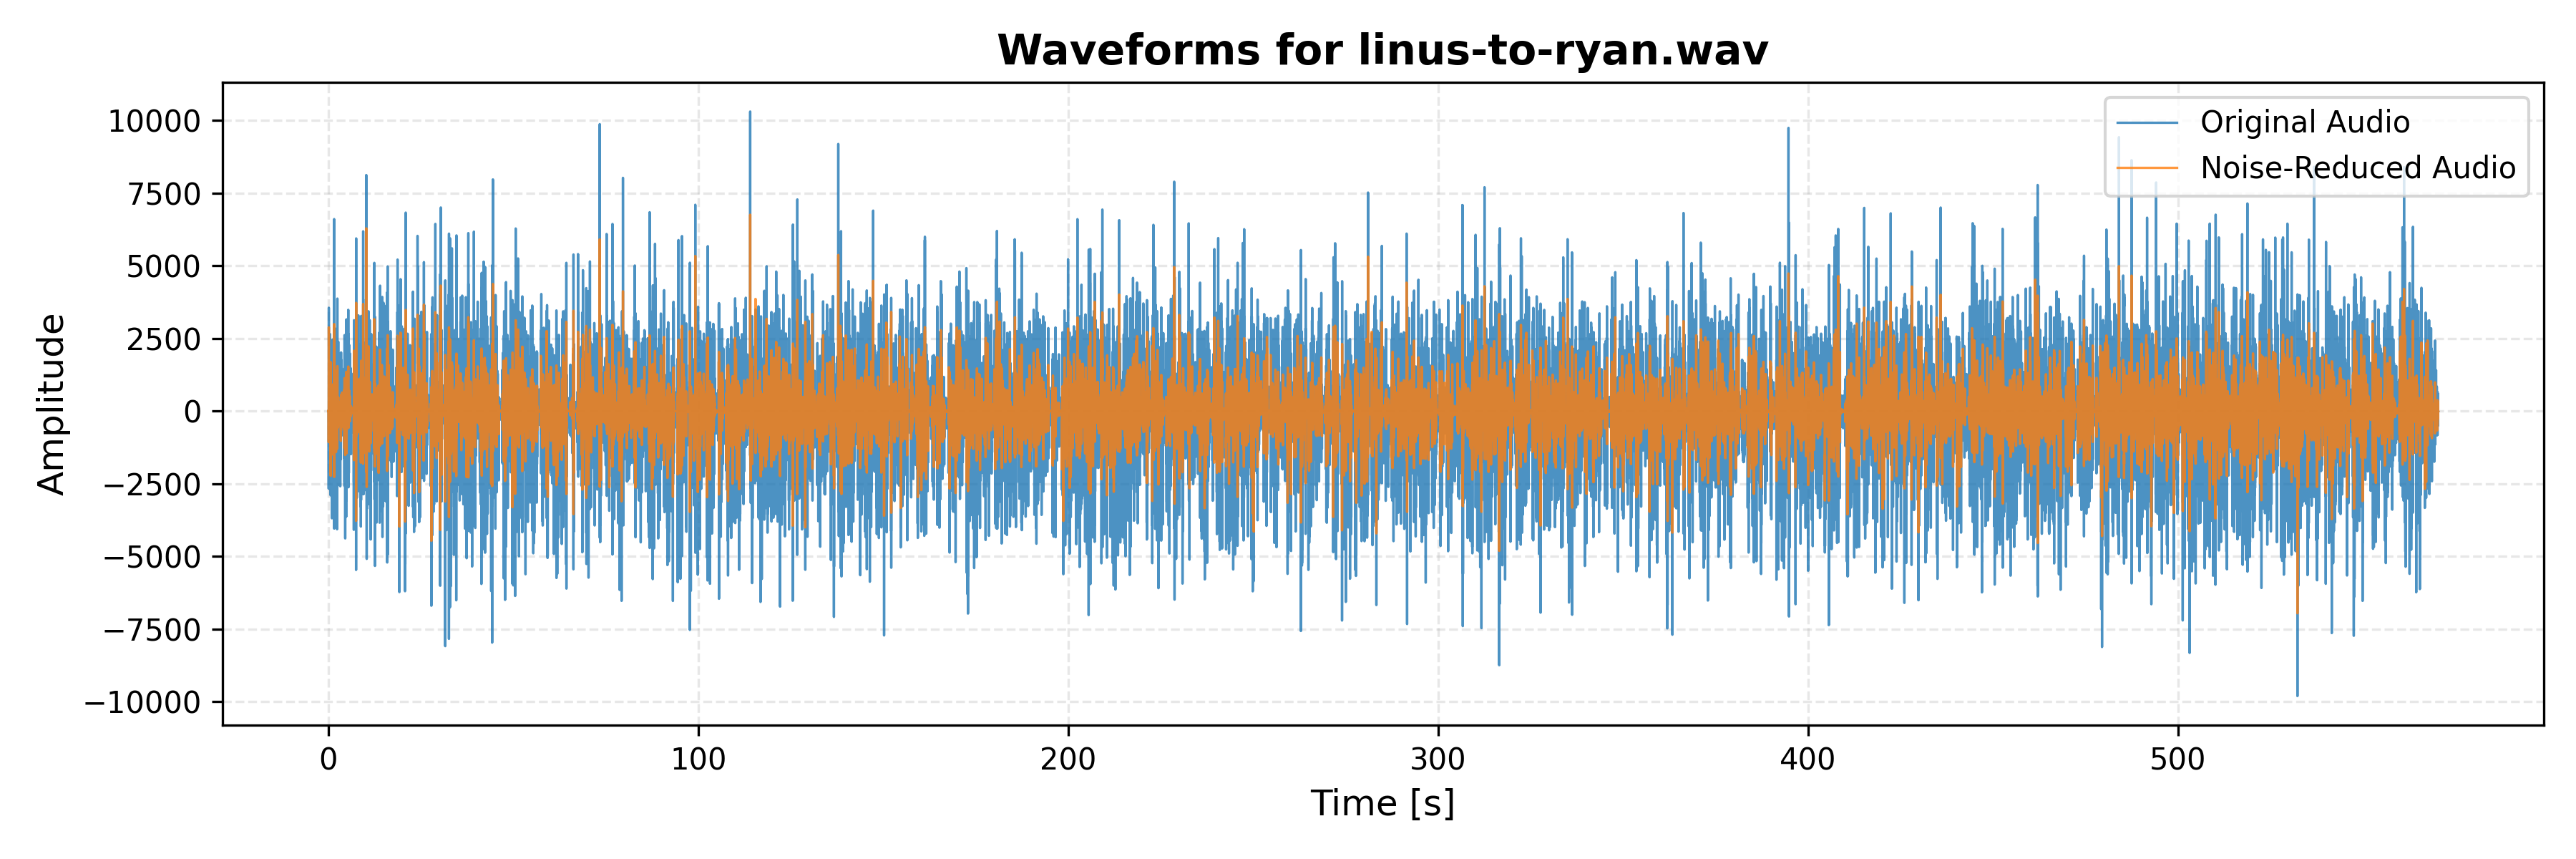 Waveforms for linus-to-ryan.wav
Original Audio
Noise-Reduced Audio
10000
7500
5000
2500
0
−2500
−5000
−7500
−10000
Amplitude
0 100 200 300 400 500
Time [s]